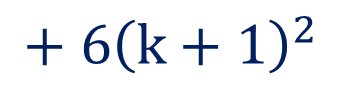 + 6(k + 1)²